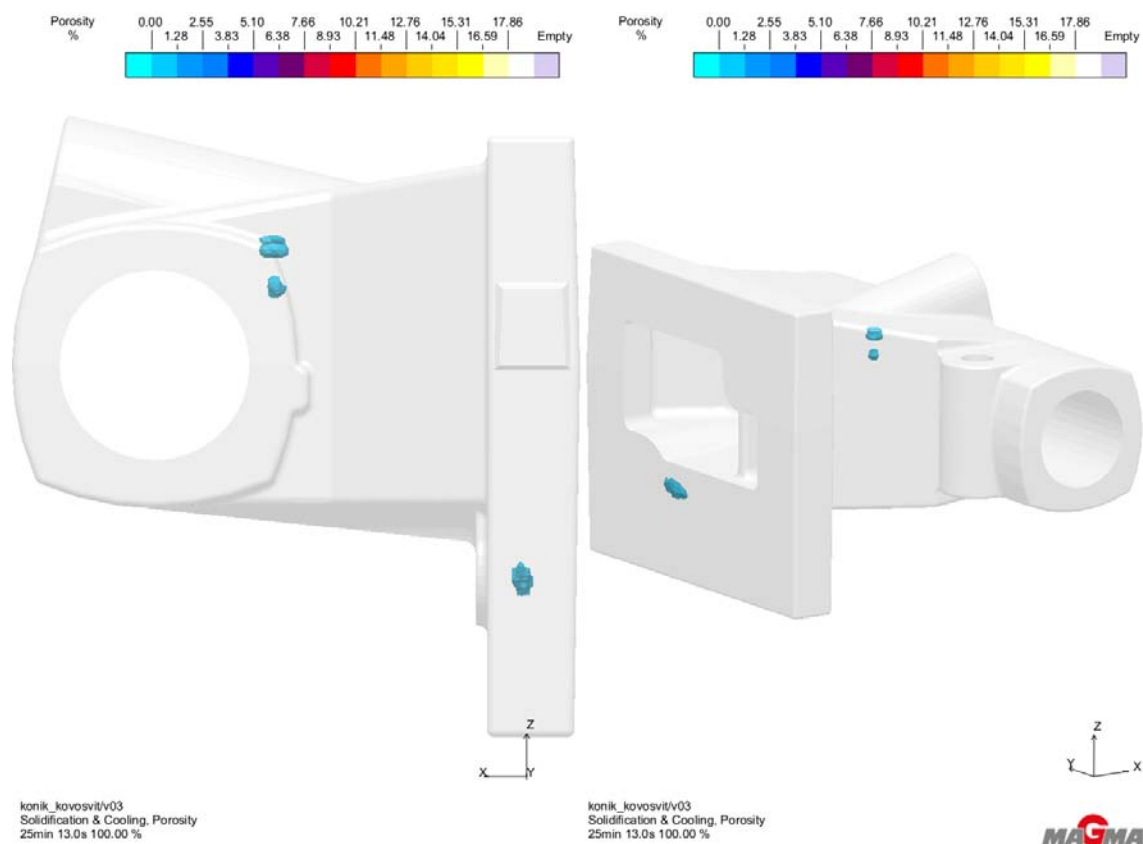 Porosity
%
0.00 2.55 5.10 7.66 10.21 12.76 15.31 17.86
1.28 3.83 6.38 8.93 11.48 14.04 16.59 Empty
Porosity
%
0.00 2.55 5.10 7.66 10.21 12.76 15.31 17.86
1.28 3.83 6.38 8.93 11.48 14.04 16.59 Empty
Z
X Y
Z
Y X
konik_kovosvit/v03
Solidification & Cooling, Porosity
25min 13.0s 100.00 %
konik_kovosvit/v03
Solidification & Cooling, Porosity
25min 13.0s 100.00 %
MAGMA